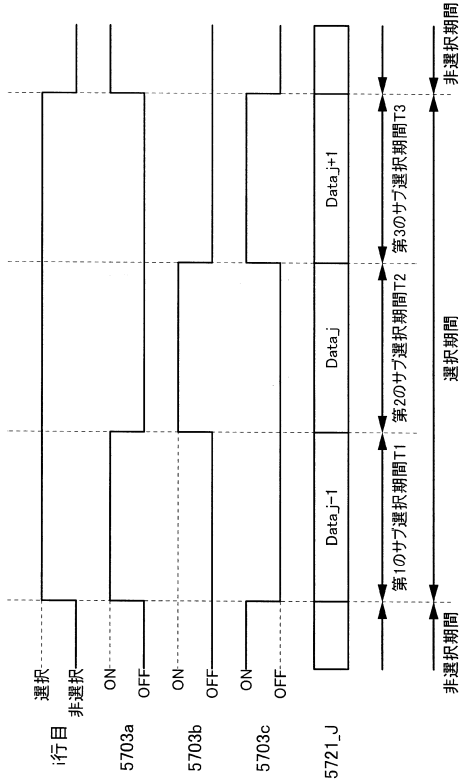 i行目
選択
非選択
5703a
ON
OFF
5703b
ON
OFF
5703c
ON
OFF
5721_J
Data_j−1
Data_j
Data_j+1
第1のサブ選択期間T1
第2のサブ選択期間T2
第3のサブ選択期間T3
非選択期間
選択期間
非選択期間